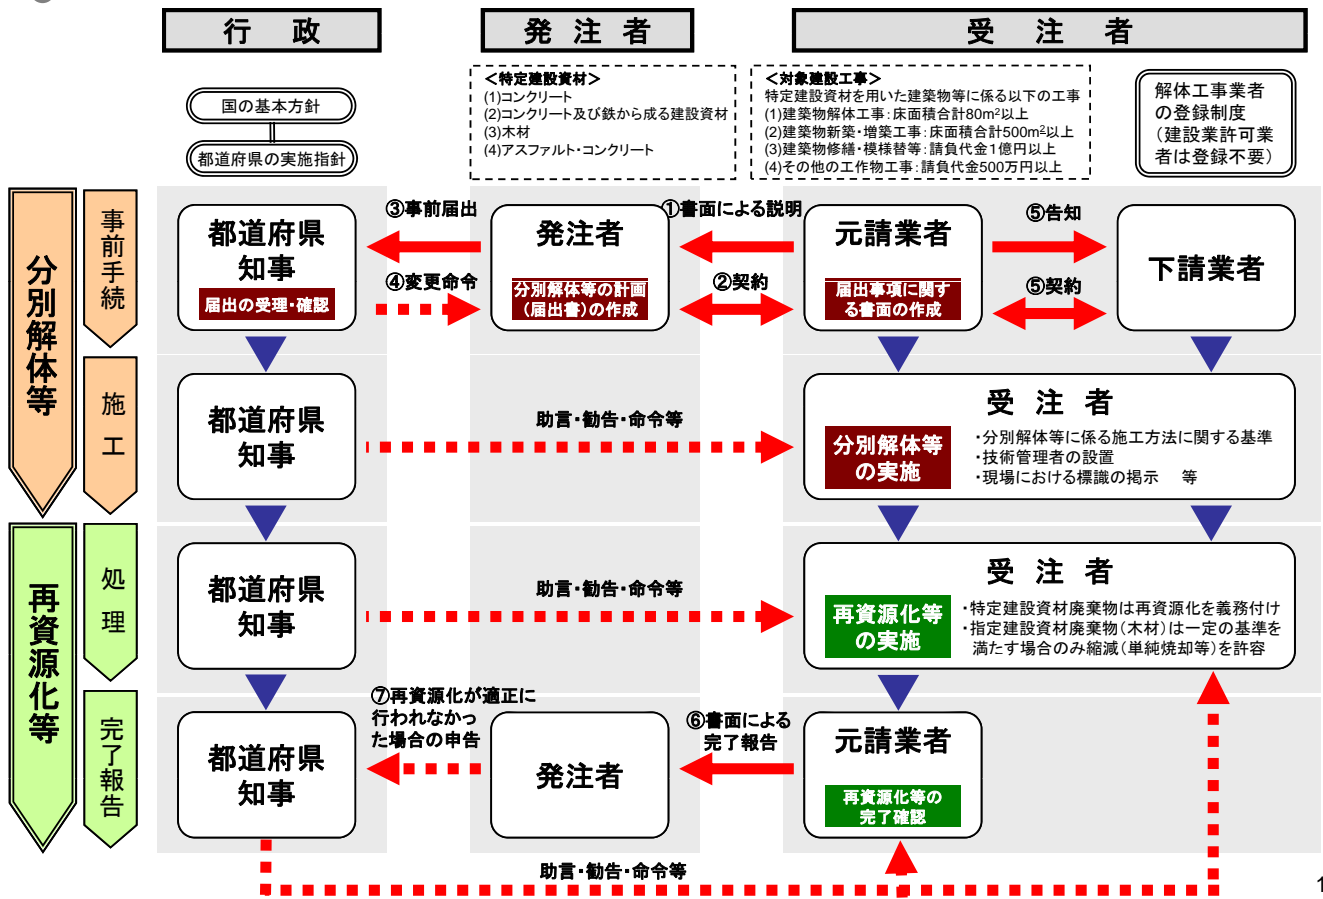 行 政
発 注 者
受 注 者
国の基本方針
都道府県の実施指針
＜特定建設資材＞
(1)コンクリート
(2)コンクリート及び鉄から成る建設資材
(3)木材
(4)アスファルト・コンクリート
＜対象建設工事＞
特定建設資材を用いた建築物等に係る以下の工事
(1)建築物解体工事：床面積合計80m²以上
(2)建築物新築・増築工事：床面積合計500m²以上
(3)建築物修繕・模様替等：請負代金1億円以上
(4)その他の工作物工事：請負代金500万円以上
解体工事業者
の登録制度
（建設業許可業
者は登録不要）
分別解体等
事前手続
都道府県
知事
届出の受理・確認
③事前届出
④変更命令
発注者
分別解体等の計画
（届出書）の作成
①書面による説明
②契約
元請業者
届出事項に関す
る書面の作成
⑤告知
⑤契約
下請業者
施工
都道府県
知事
助言・勧告・命令等
受 注 者
分別解体等
の実施
・分別解体等に係る施工方法に関する基準
・技術管理者の設置
・現場における標識の掲示 等
再資源化等
処理
都道府県
知事
助言・勧告・命令等
受 注 者
再資源化等
の実施
・特定建設資材廃棄物は再資源化を義務付け
・指定建設資材廃棄物（木材）は一定の基準を
満たす場合のみ縮減（単純焼却等）を許容
完了報告
都道府県
知事
⑦再資源化が適正に
行われなかっ
た場合の申告
発注者
⑥書面による
完了報告
元請業者
再資源化等の
完了確認
助言・勧告・命令等
1